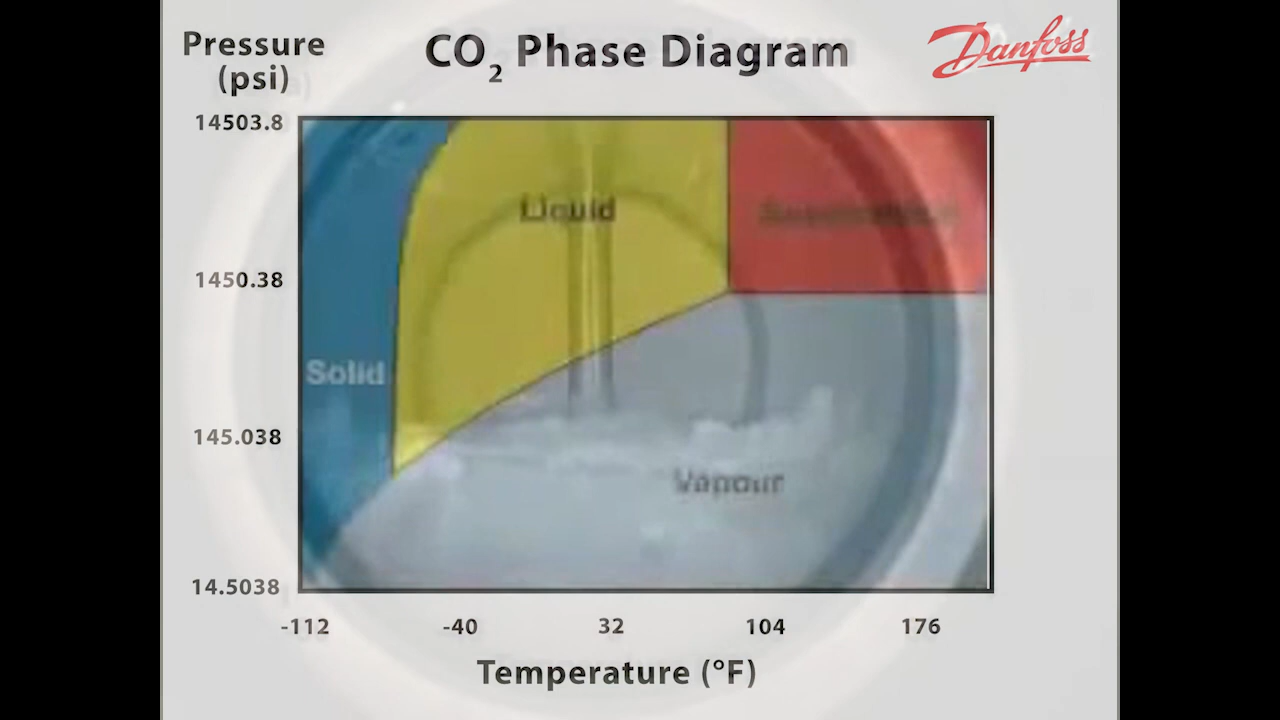 Pressure
(psi)
CO₂ Phase Diagram
Danfoss
14503.8
1450.38
145.038
14.5038
Liquid
Solid
Vapour
-112 -40 32 104 176
Temperature (°F)